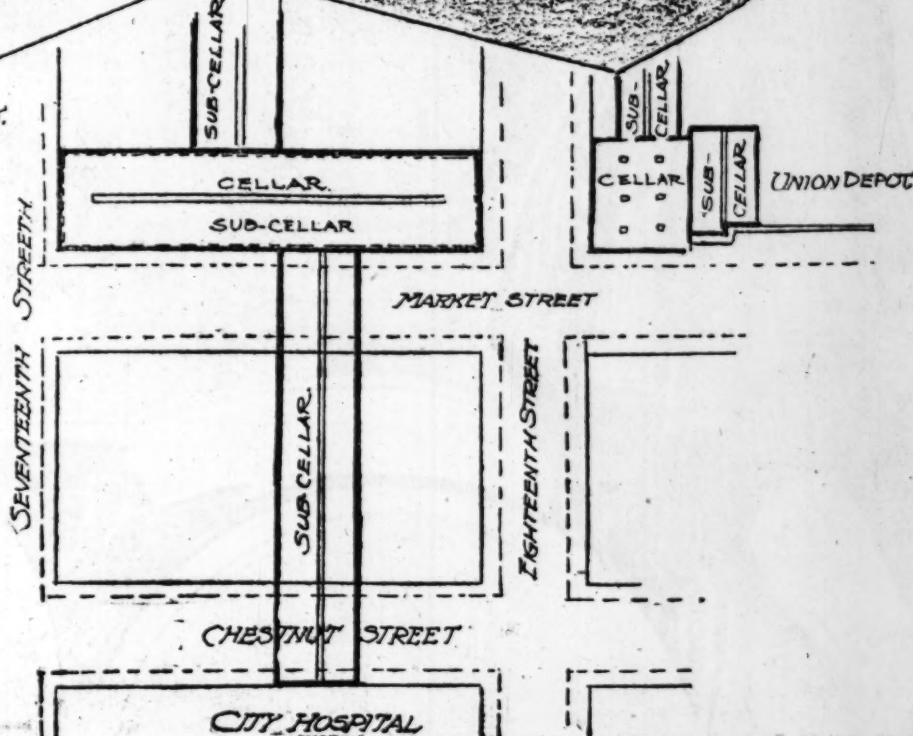 SUB-CELLAR
SUB-
CELLAR
CELLAR
SUB-CELLAR
CELLAR
SUB-
CELLAR
UNION DEPOT
SEVENTEENTH STREETH.
MARKET STREET
SUB-CELLAR.
EIGHTEENTH STREET
CHESTNUT STREET
CITY HOSPITAL